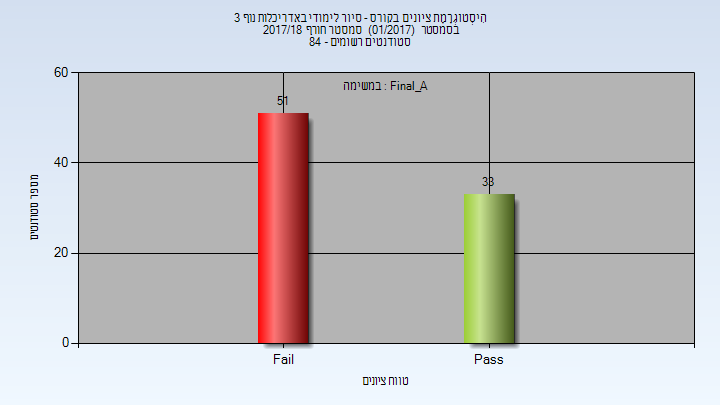 היסטוגרמת ציונים בקורס - סיור לימודי באדריכלות נוף 3
בסמסטר (01/2017) סמסטר חורף 2017/18
סטודנטים רשומים - 84
במשימה : Final_A
60
40
20
0
51
33
מספר סטודנטים
Fail
Pass
טווח ציונים